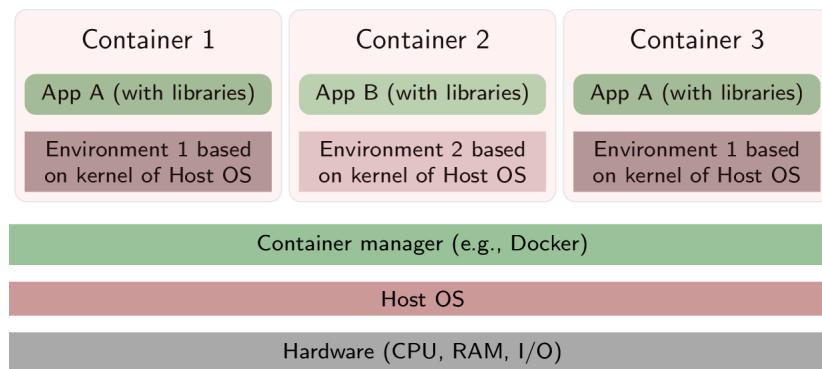 Container 1
Container 2
Container 3
App A (with libraries)
App B (with libraries)
App A (with libraries)
Environment 1 based
on kernel of Host OS
Environment 2 based
on kernel of Host OS
Environment 1 based
on kernel of Host OS
Container manager (e.g., Docker)
Host OS
Hardware (CPU, RAM, I/O)